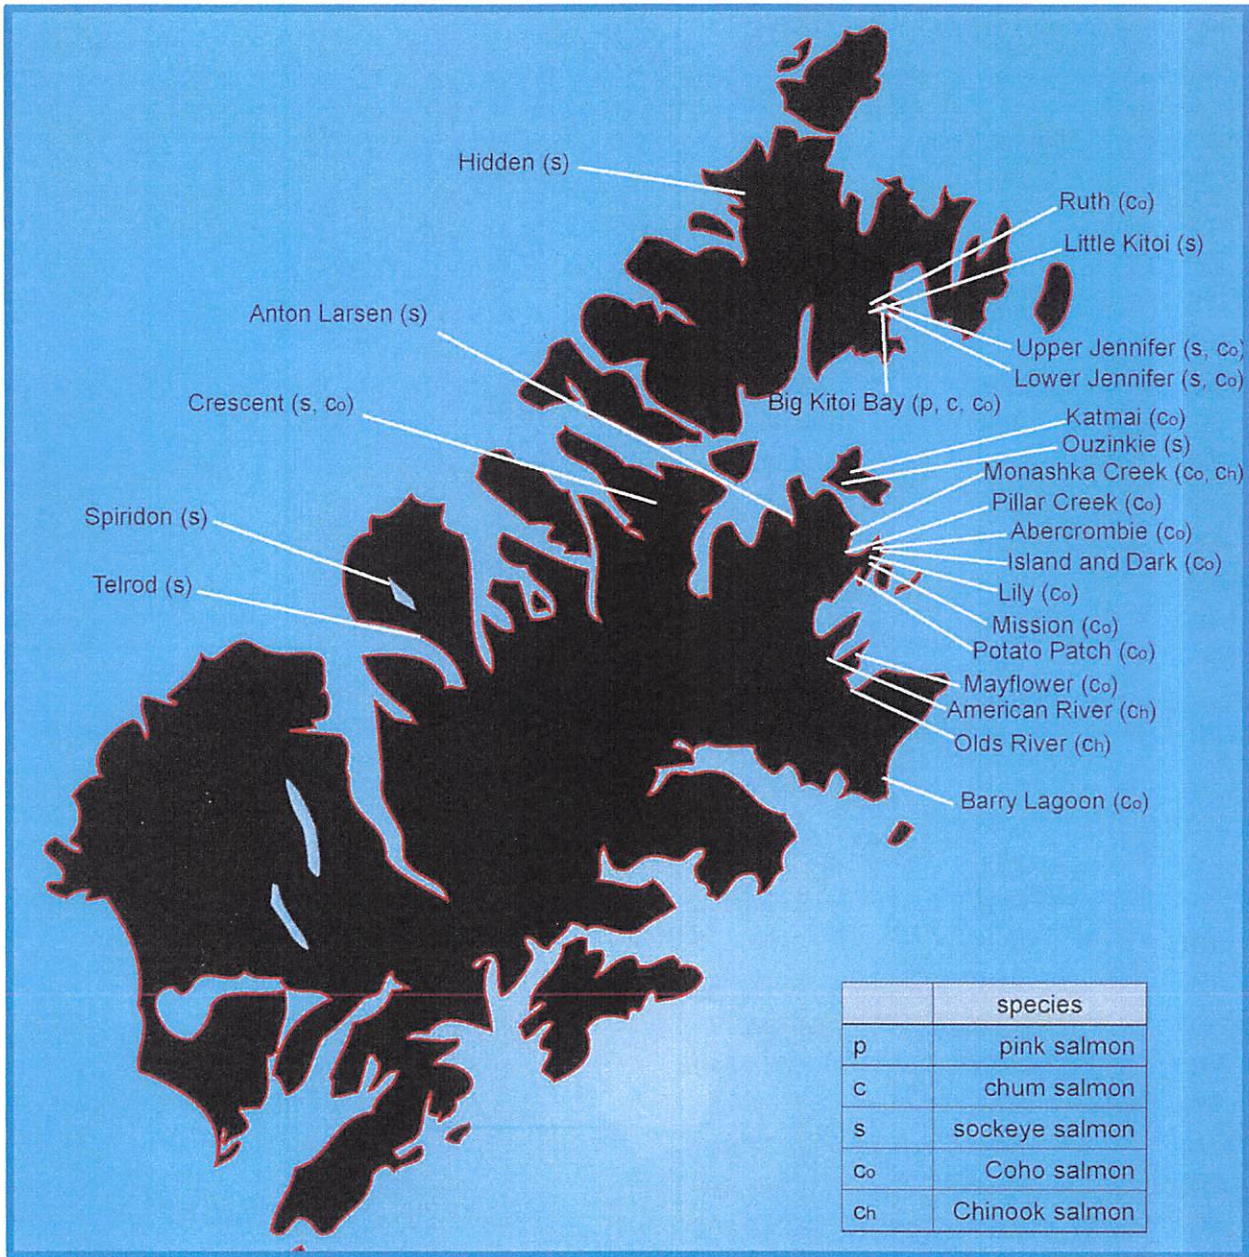 Hidden (s)
Ruth (co)
Little Kitoi (s)
Anton Larsen (s)
Upper Jennifer (s, co)
Lower Jennifer (s, co)
Crescent (s, co)
Big Kitoi Bay (p, c, co)
Katmai (co)
Ouzinkie (s)
Monashka Creek (co, ch)
Pillar Creek (co)
Spiridon (s)
Abercrombie (co)
Island and Dark (co)
Telrod (s)
Lily (co)
Mission (co)
Potato Patch (co)
Mayflower (co)
American River (ch)
Olds River (ch)
Barry Lagoon (co)
species
p pink salmon
c chum salmon
s sockeye salmon
co Coho salmon
ch Chinook salmon